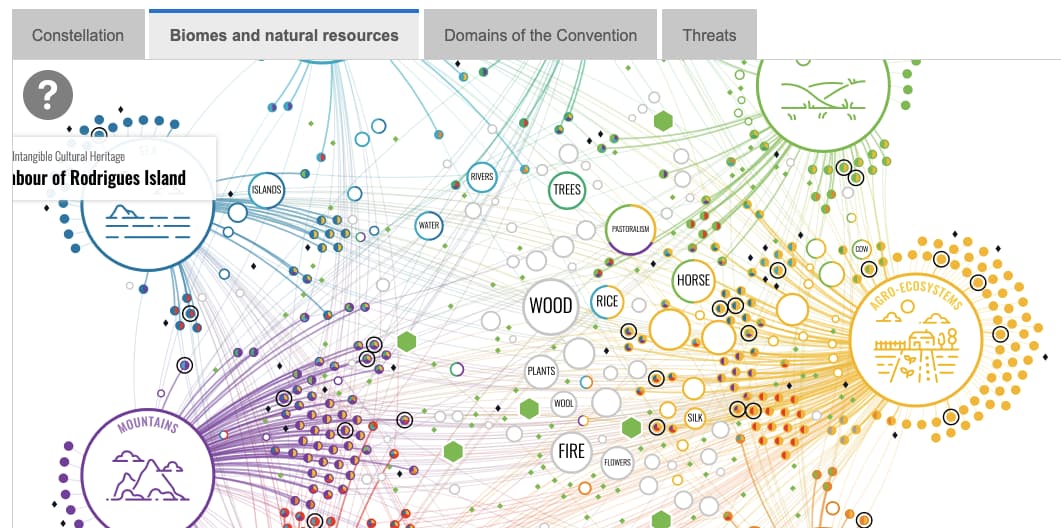 Constellation
Biomes and natural resources
Domains of the Convention
Threats
?
Intangible Cultural Heritage
bour of Rodrigues Island
RIVERS
ISLANDS
TREES
WATER
PASTORALISM
COW
HORSE
AGRO-ECOSYSTEMS
WOOD
RICE
PLANTS
WOOL
SILK
MOUNTAINS
FIRE
FLOWERS